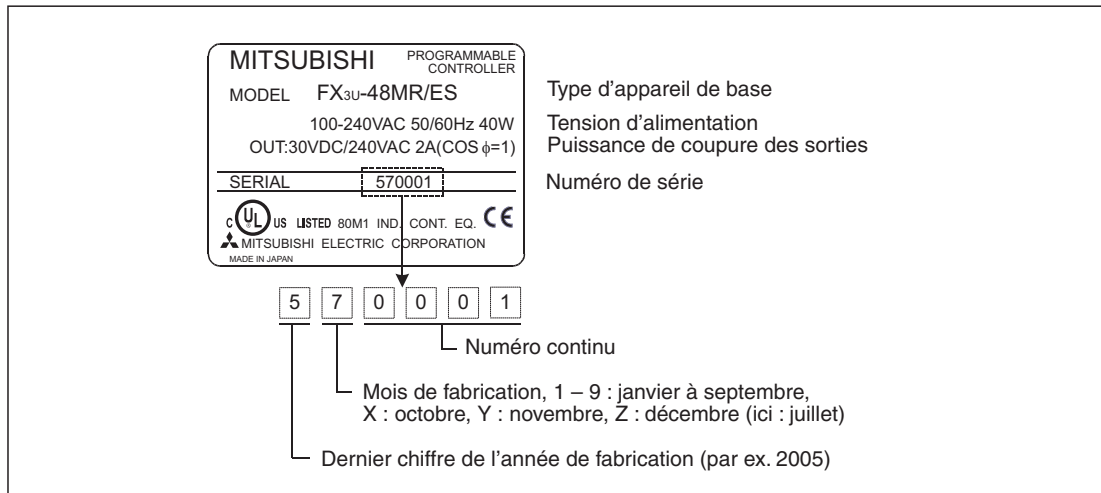 MITSUBISHI PROGRAMMABLE CONTROLLER
MODEL FX3U-48MR/ES Type d'appareil de base
100-240VAC 50/60Hz 40W Tension d'alimentation
OUT:30VDC/240VAC 2A(COS ϕ=1) Puissance de coupure des sorties
SERIAL 570001 Numéro de série
C UL US LISTED 80M1 IND. CONT. EQ. CE
MITSUBISHI ELECTRIC CORPORATION
MADE IN JAPAN
5 7 0 0 0 1
Numéro continu
Mois de fabrication, 1 – 9 : janvier à septembre,
X : octobre, Y : novembre, Z : décembre (ici : juillet)
Dernier chiffre de l'année de fabrication (par ex. 2005)